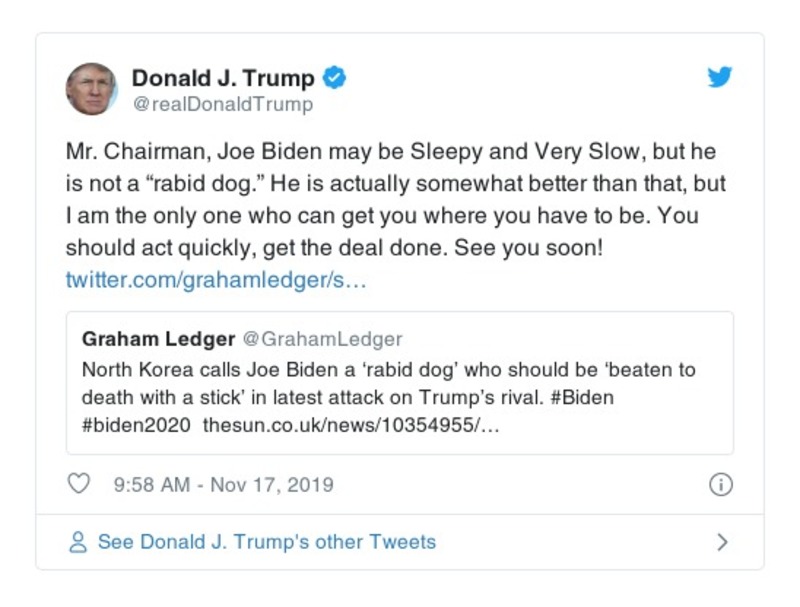 Donald J. Trump
@realDonaldTrump
Mr. Chairman, Joe Biden may be Sleepy and Very Slow, but he
is not a “rabid dog.” He is actually somewhat better than that, but
I am the only one who can get you where you have to be. You
should act quickly, get the deal done. See you soon!
twitter.com/grahamledger/s…
Graham Ledger @GrahamLedger
North Korea calls Joe Biden a ‘rabid dog’ who should be ‘beaten to
death with a stick’ in latest attack on Trump’s rival. #Biden
#biden2020 thesun.co.uk/news/10354955/…
9:58 AM - Nov 17, 2019
See Donald J. Trump's other Tweets